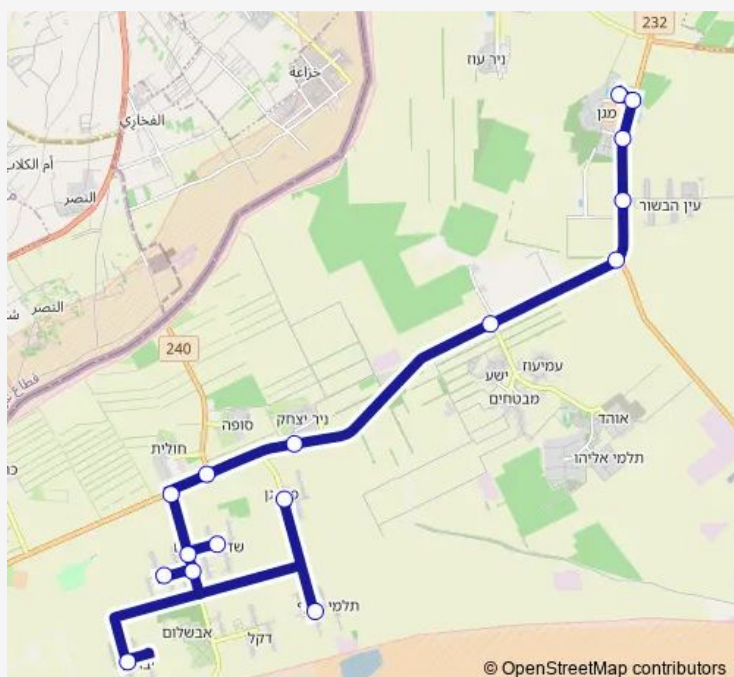 232
ניר עוז
خزاعة
מגן
الفخاري
أم الكلاب
النصر
עין הבשור
النصر
240
עמיעוז
ישע
מבטחים
ניר יצחק
סופה
אוהד
חולית
תלמי אליהו
תלמי
דקל
אבשלום
© OpenStreetMap contributors